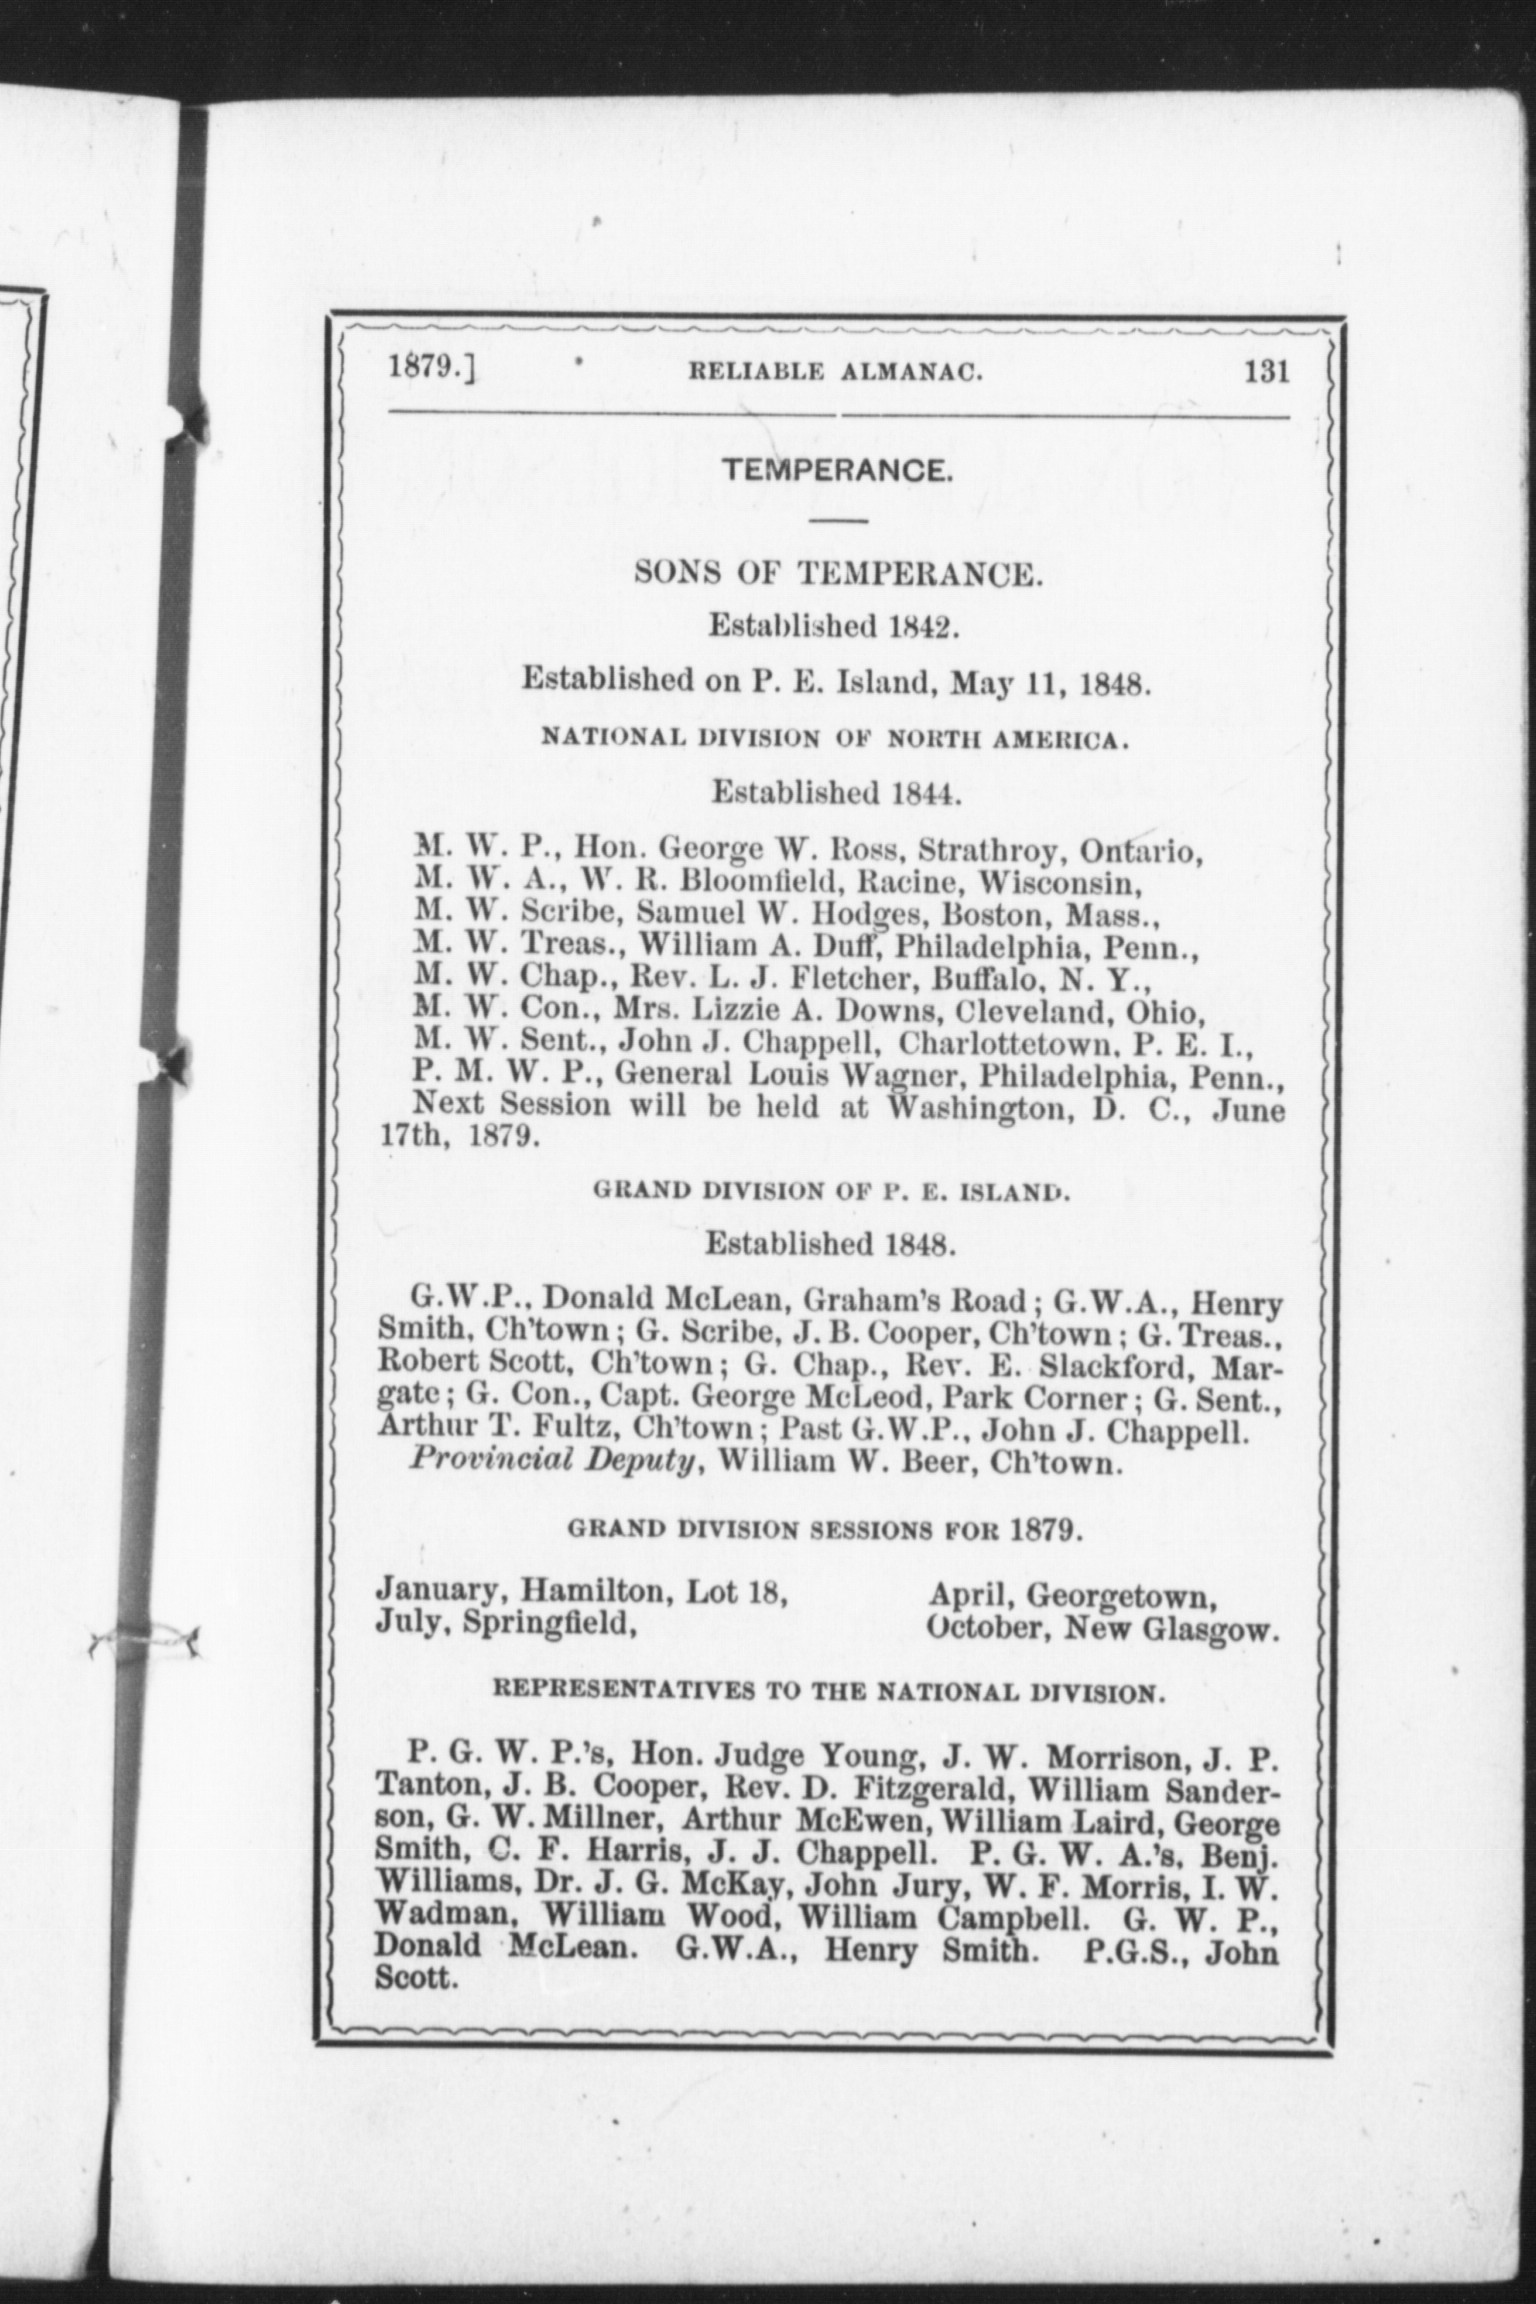 1879.] RELIABLE ALMANAC. 131
TEMPERANCE.
SONS OF TEMPERANCE.
Established 1842.
Established on P. E. Island, May 11, 1848.
NATIONAL DIVISION OF NORTH AMERICA.
Established 1844.
M. W. P., Hon. George W. Ross, Strathroy, Ontario,
M. W. A., W. R. Bloomfield, Racine, Wisconsin,
M. W. Scribe, Samuel W. Hodges, Boston, Mass.,
M. W. Treas., William A. Duff, Philadelphia, Penn.,
M. W. Chap., Rev. L. J. Fletcher, Buffalo, N. Y.,
M. W. Con., Mrs. Lizzie A. Downs, Cleveland, Ohio,
M. W. Sent., John J. Chappell, Charlottetown, P. E. I.,
P. M. W. P., General Louis Wagner, Philadelphia, Penn.,
Next Session will be held at Washington, D. C., June
17th, 1879.
GRAND DIVISION OF P. E. ISLAND.
Established 1848.
G.W.P., Donald McLean, Graham's Road; G.W.A., Henry
Smith, Ch'town; G. Scribe, J. B. Cooper, Ch'town; G. Treas.,
Robert Scott, Ch'town; G. Chap., Rev. E. Slackford, Mar-
gate; G. Con., Capt. George McLeod, Park Corner; G. Sent.,
Arthur T. Fultz, Ch'town; Past G.W.P., John J. Chappell.
Provincial Deputy, William W. Beer, Ch'town.
GRAND DIVISION SESSIONS FOR 1879.
January, Hamilton, Lot 18, April, Georgetown,
July, Springfield, October, New Glasgow.
REPRESENTATIVES TO THE NATIONAL DIVISION.
P. G. W. P.'s, Hon. Judge Young, J. W. Morrison, J. P.
Tanton, J. B. Cooper, Rev. D. Fitzgerald, William Sander-
son, G. W. Millner, Arthur McEwen, William Laird, George
Smith, C. F. Harris, J. J. Chappell. P. G. W. A.'s, Benj.
Williams, Dr. J. G. McKay, John Jury, W. F. Morris, I. W.
Wadman, William Wood, William Campbell. G. W. P.,
Donald McLean. G.W.A., Henry Smith. P.G.S., John
Scott.